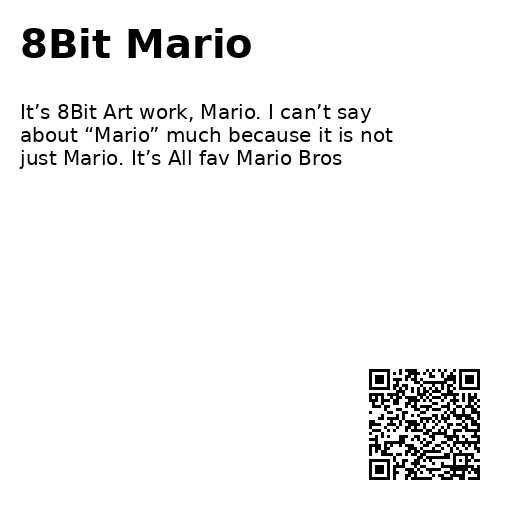 8Bit Mario
It’s 8Bit Art work, Mario. I can’t say
about “Mario” much because it is not
just Mario. It’s All fav Mario Bros